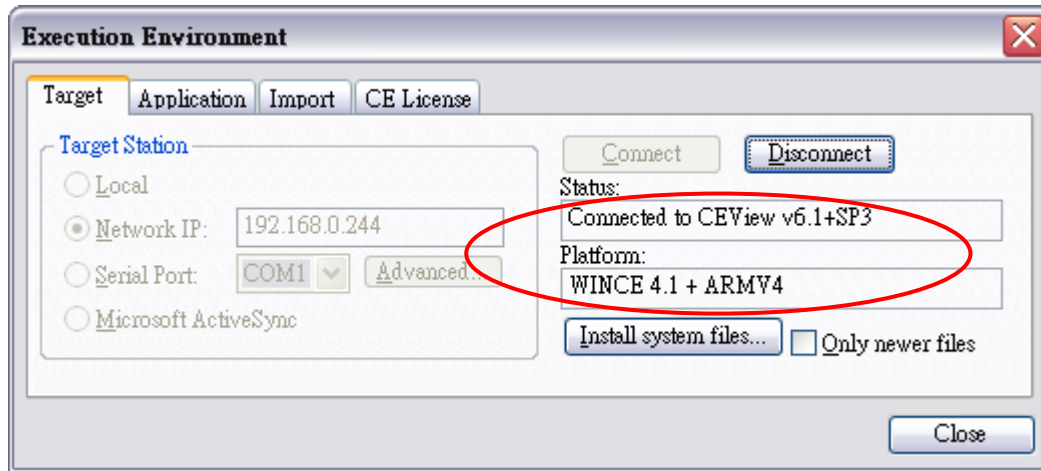 Execution Environment
Target
Application
Import
CE License
Target Station
Local
Network IP:
192.168.0.244
Serial Port:
COM1
Advanced...
Microsoft ActiveSync
Connect
Disconnect
Status:
Connected to CEView v6.1+SP3
Platform:
WINCE 4.1 + ARMV4
Install system files...
Only newer files
Close